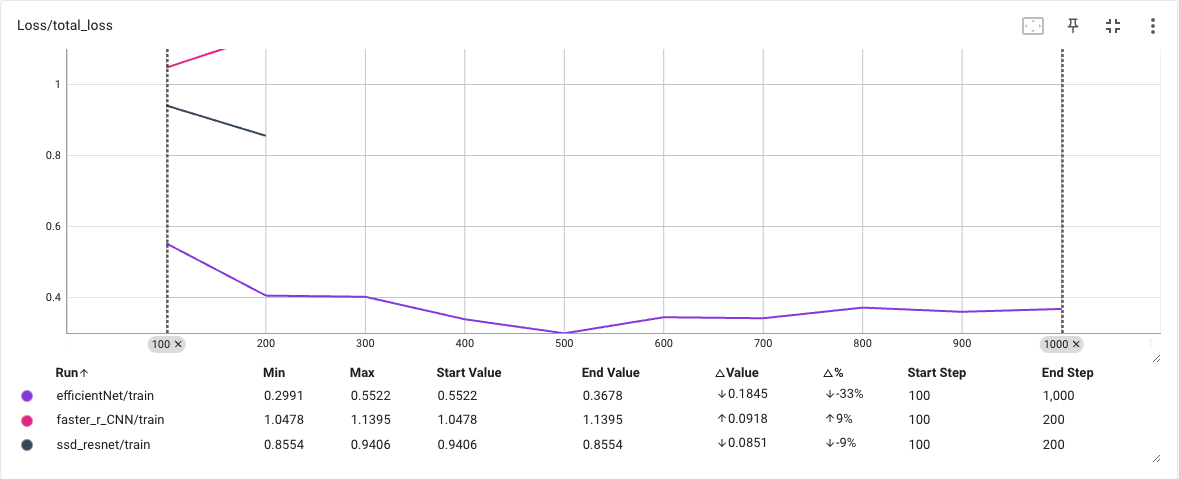 Loss/total_loss
1
0.8
0.6
0.4
100 × 200 300 400 500 600 700 800 900 1000 ×
Run↑ Min Max Start Value End Value △Value △% Start Step End Step
efficientNet/train 0.2991 0.5522 0.5522 0.3678 ↓0.1845 ↓-33% 100 1,000
faster_r_CNN/train 1.0478 1.1395 1.0478 1.1395 ↑0.0918 ↑9% 100 200
ssd_resnet/train 0.8554 0.9406 0.9406 0.8554 ↓0.0851 ↓-9% 100 200